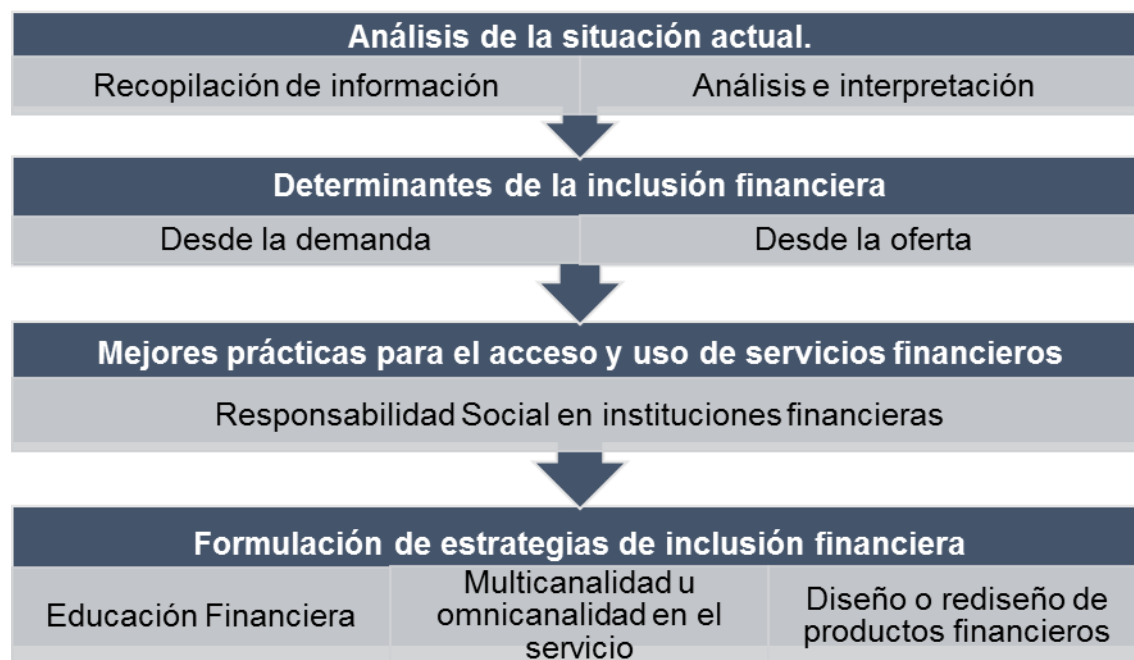 Análisis de la situación actual.
Recopilación de información
Análisis e interpretación
Determinantes de la inclusión financiera
Desde la demanda
Desde la oferta
Mejores prácticas para el acceso y uso de servicios financieros
Responsabilidad Social en instituciones financieras
Formulación de estrategias de inclusión financiera
Educación Financiera
Multicanalidad u
omnicanalidad en el
servicio
Diseño o rediseño de
productos financieros